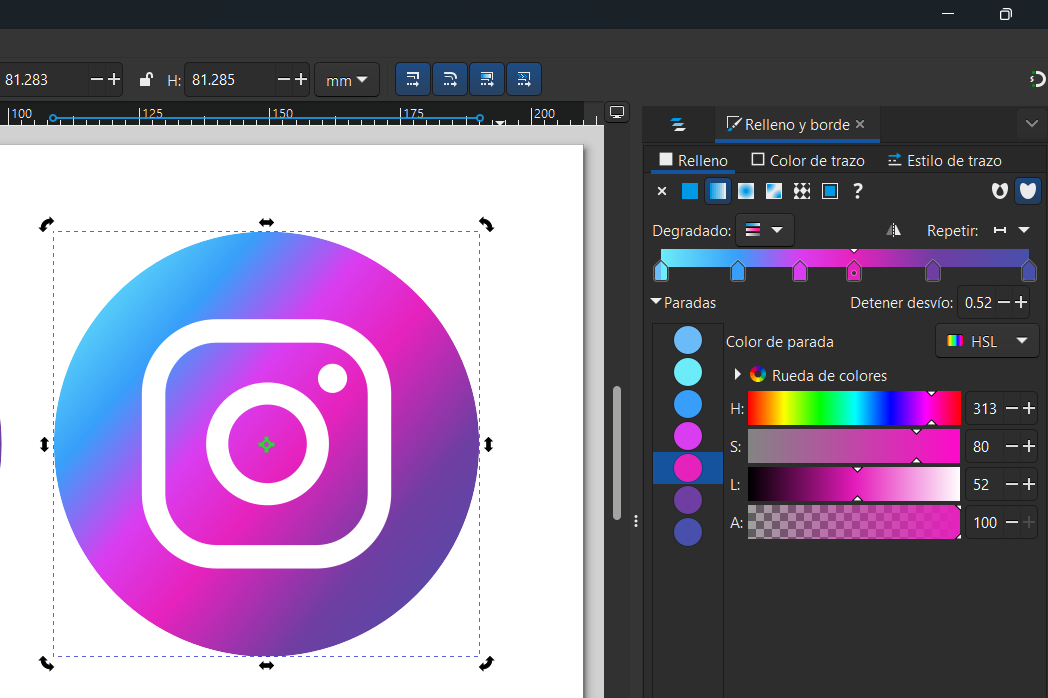 81.283 H: 81.285 mm
100 125 150 175 200
Relleno y borde
Relleno Color de trazo Estilo de trazo
?
Degradado: Repetir:
Paradas Detener desvío: 0.52
Color de parada HSL
Rueda de colores
H: 313
S: 80
L: 52
A: 100